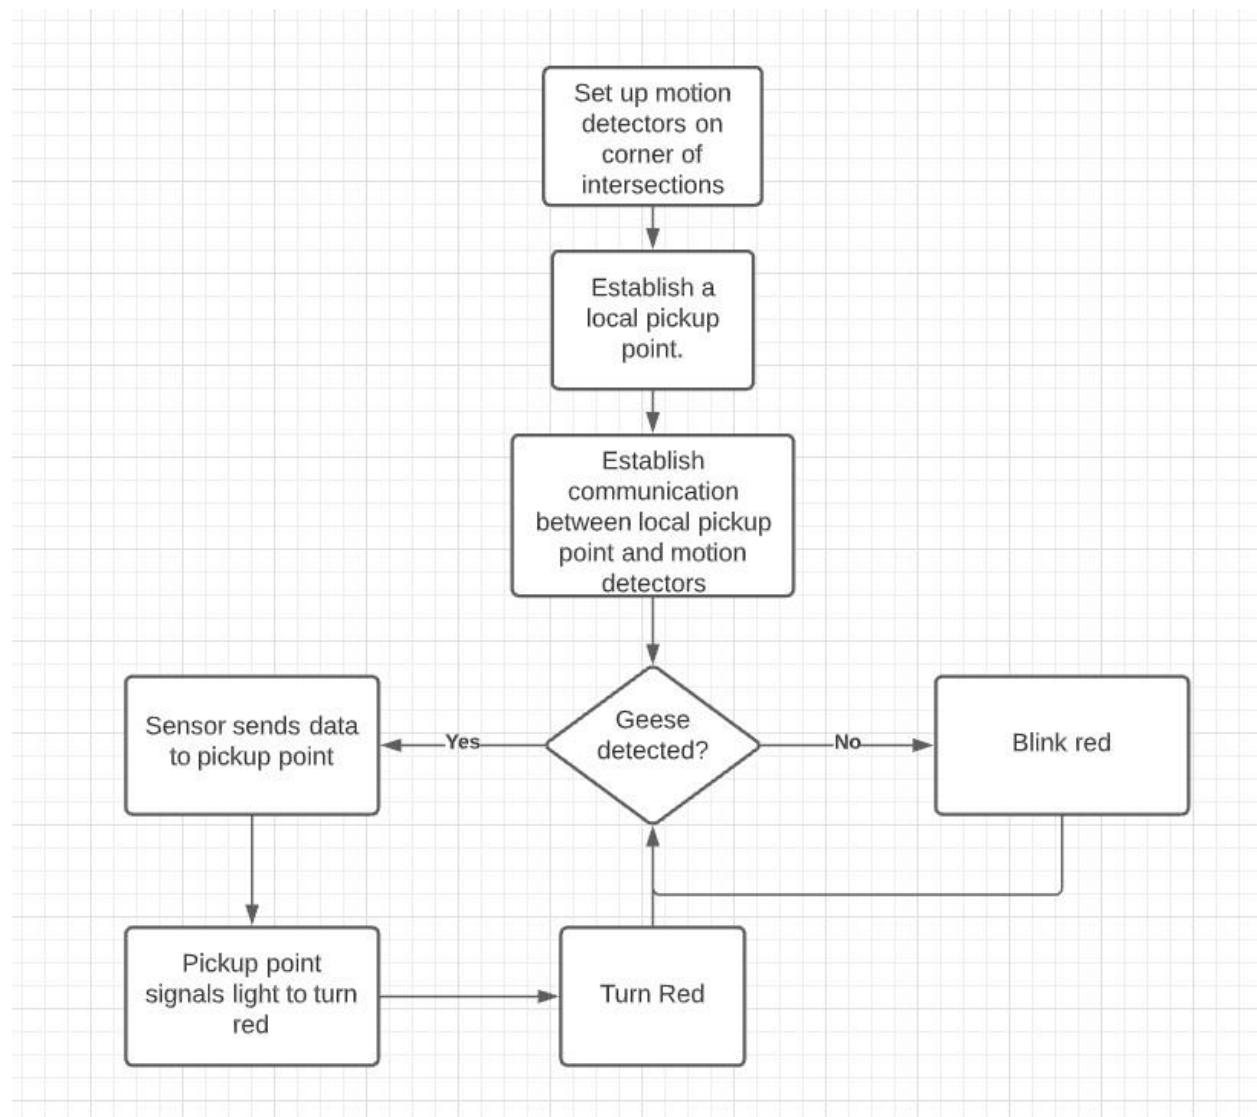 Set up motion
detectors on
corner of
intersections
Establish a
local pickup
point.
Establish
communication
between local pickup
point and motion
detectors
Geese
detected?
Yes
Sensor sends data
to pickup point
No
Blink red
Pickup point
signals light to turn
red
Turn Red